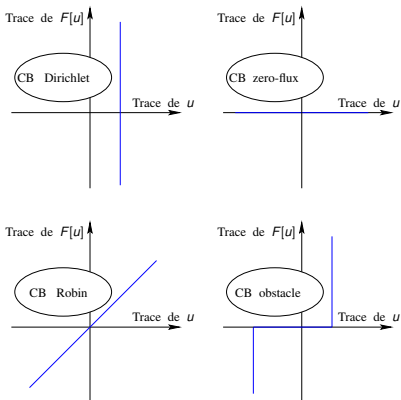 Trace de F[u]
CB Dirichlet
Trace de u
Trace de F[u]
CB zero-flux
Trace de u
Trace de F[u]
CB Robin
Trace de u
Trace de F[u]
CB obstacle
Trace de u